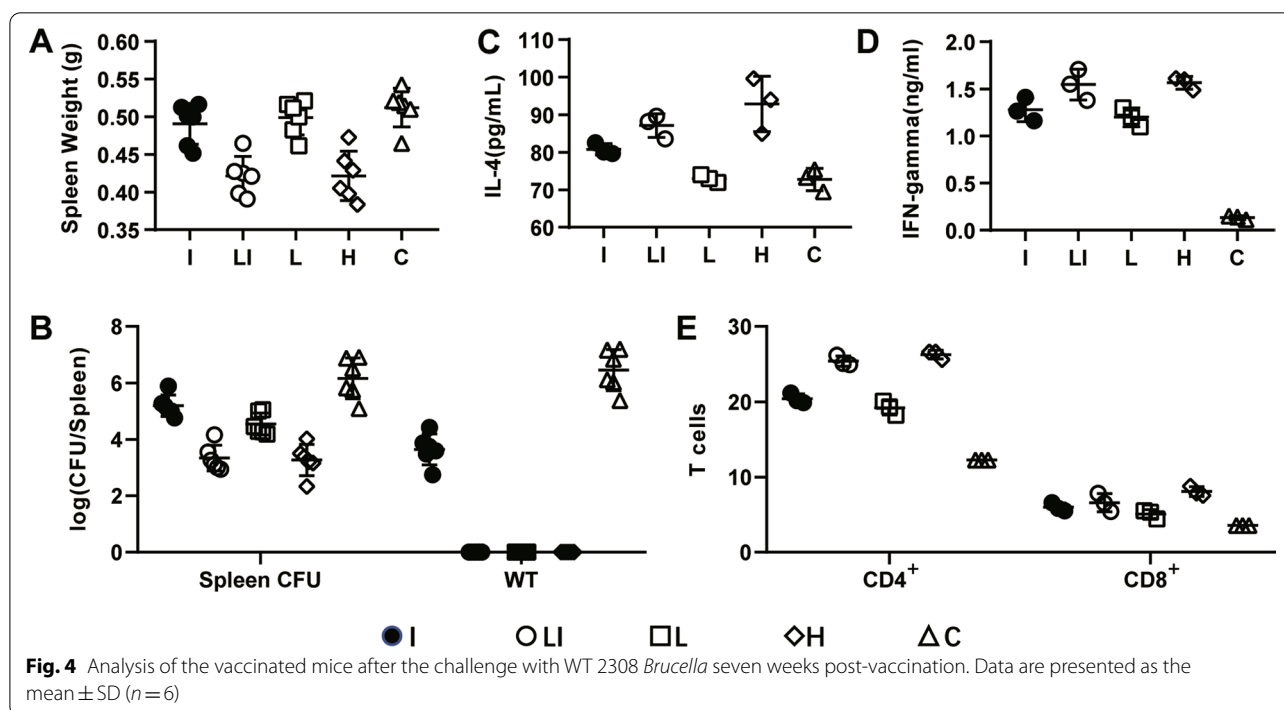 A
Spleen Weight (g)
0.60
0.55
0.50
0.45
0.40
0.35
I LI L H C
C
IL-4(pg/mL)
110
100
90
80
70
60
I LI L H C
D
IFN-gamma(ng/ml)
2.0
1.5
1.0
0.5
0.0
I LI L H C
B
log(CFU/Spleen)
8
6
4
2
0
Spleen CFU WT
E
T cells
30
20
10
0
CD4⁺ CD8⁺
I LI L H C
Fig. 4 Analysis of the vaccinated mice after the challenge with WT 2308 Brucella seven weeks post-vaccination. Data are presented as the
mean ± SD (n = 6)